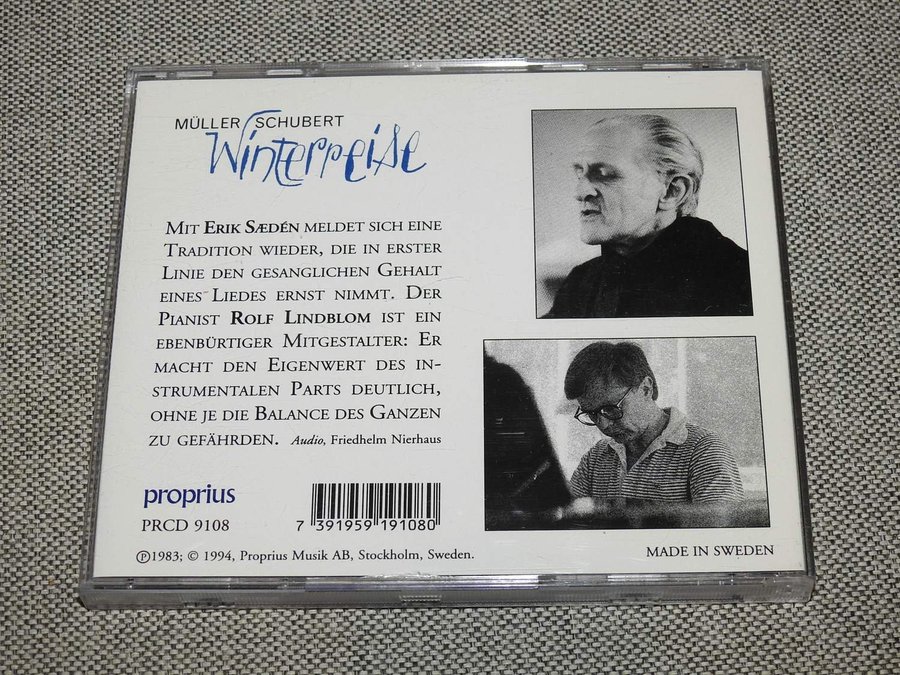 MÜLLER SCHUBERT
Winterreise
MIT ERIK SÆDÉN MELDET SICH EINE
TRADITION WIEDER, DIE IN ERSTER
LINIE DEN GESANGLICHEN GEHALT
EINES LIEDES ERNST NIMMT. DER
PIANIST ROLF LINDBLOM IST EIN
EBENBÜRTIGER MITGESTALTER: ER
MACHT DEN EIGENWERT DES IN-
STRUMENTALEN PARTS DEUTLICH,
OHNE JE DIE BALANCE DES GANZEN
ZU GEFÄHRDEN. Audio, Friedhelm Nierhaus
proprius
PRCD 9108
7 391959 191080
℗1983; © 1994, Proprius Musik AB, Stockholm, Sweden.
MADE IN SWEDEN